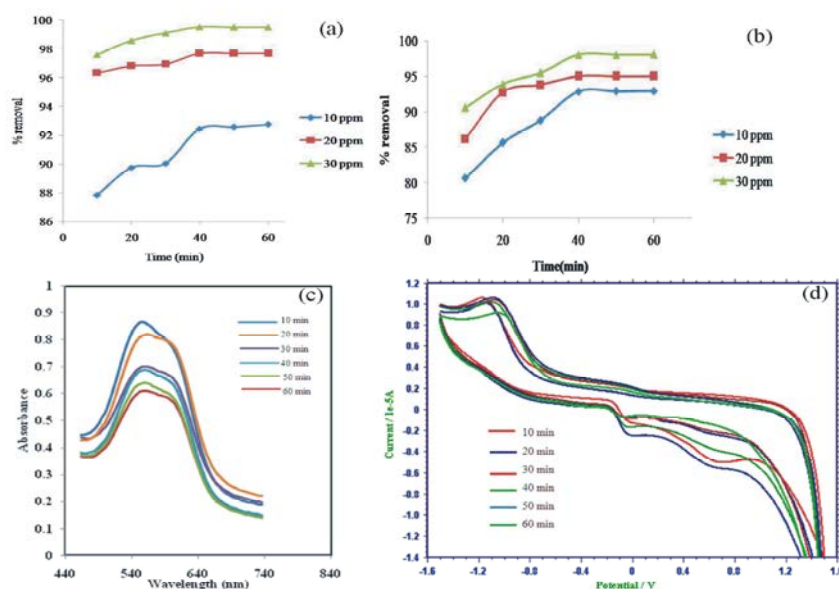 (a)
100
98
96
94
92
90
88
86
% removal
0
20
40
60
Time (min)
10 ppm
20 ppm
30 ppm
(b)
100
95
90
85
80
75
% removal
0
20
40
60
Time(min)
10 ppm
20 ppm
30 ppm
(c)
1
0.9
0.8
0.7
0.6
0.5
0.4
0.3
0.2
0.1
0
Absorbance
440
540
640
740
840
Wavelength (nm)
10 min
20 min
30 min
40 min
50 min
60 min
(d)
1.2
1.0
0.8
0.6
0.4
0.2
0
-0.2
-0.4
-0.6
-0.8
-1.0
-1.2
-1.4
Current / 1e-5A
-1.6
-1.2
-0.8
-0.4
0
0.4
0.8
1.2
1.6
Potential / V
10 min
20 min
30 min
40 min
50 min
60 min